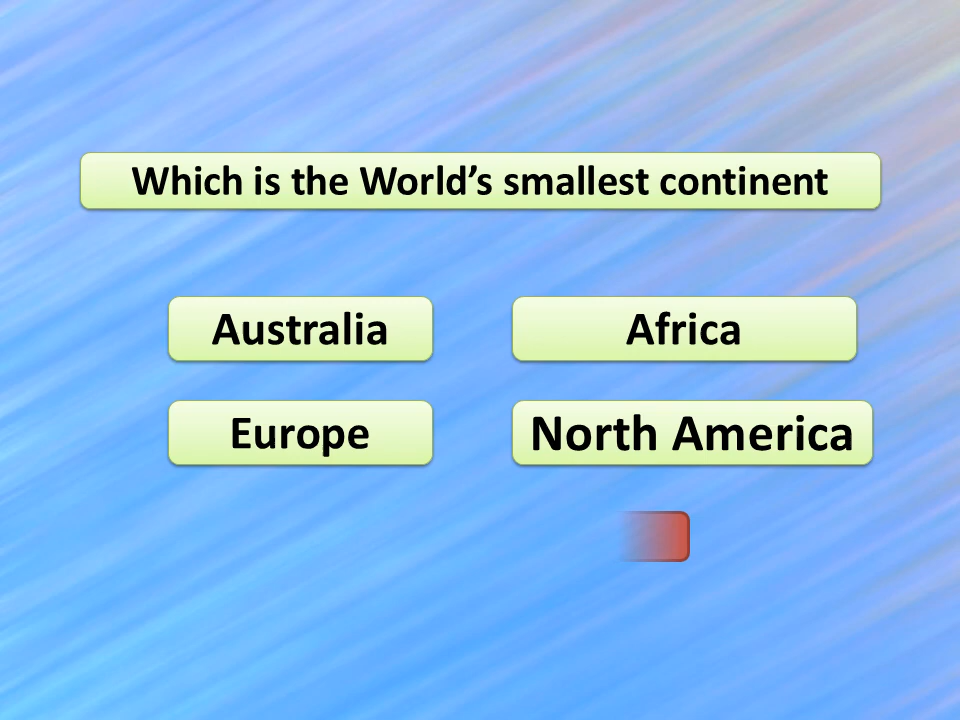 Which is the World’s smallest continent
Australia
Africa
Europe
North America